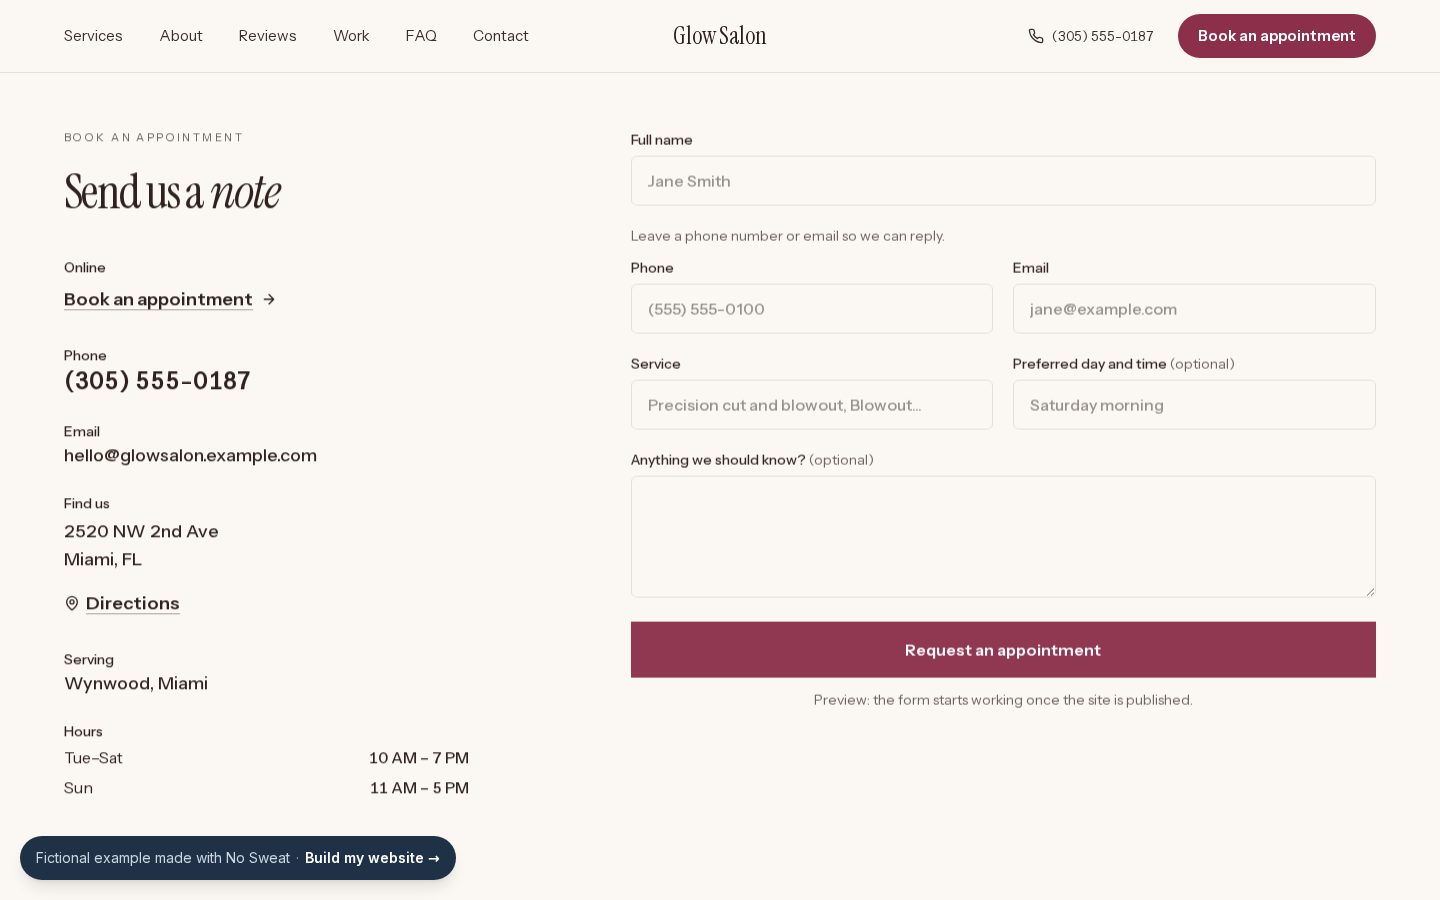 Services About Reviews Work FAQ Contact
Glow Salon
(305) 555-0187
Book an appointment
BOOK AN APPOINTMENT
Send us a note
Online
Book an appointment →
Phone
(305) 555-0187
Email
hello@glowsalon.example.com
Find us
2520 NW 2nd Ave
Miami, FL
Directions
Serving
Wynwood, Miami
Hours
Tue–Sat 10 AM – 7 PM
Sun 11 AM – 5 PM
Full name
Jane Smith
Leave a phone number or email so we can reply.
Phone
(555) 555-0100
Email
jane@example.com
Service
Precision cut and blowout, Blowout...
Preferred day and time (optional)
Saturday morning
Anything we should know? (optional)
Request an appointment
Preview: the form starts working once the site is published.
Fictional example made with No Sweat · Build my website →